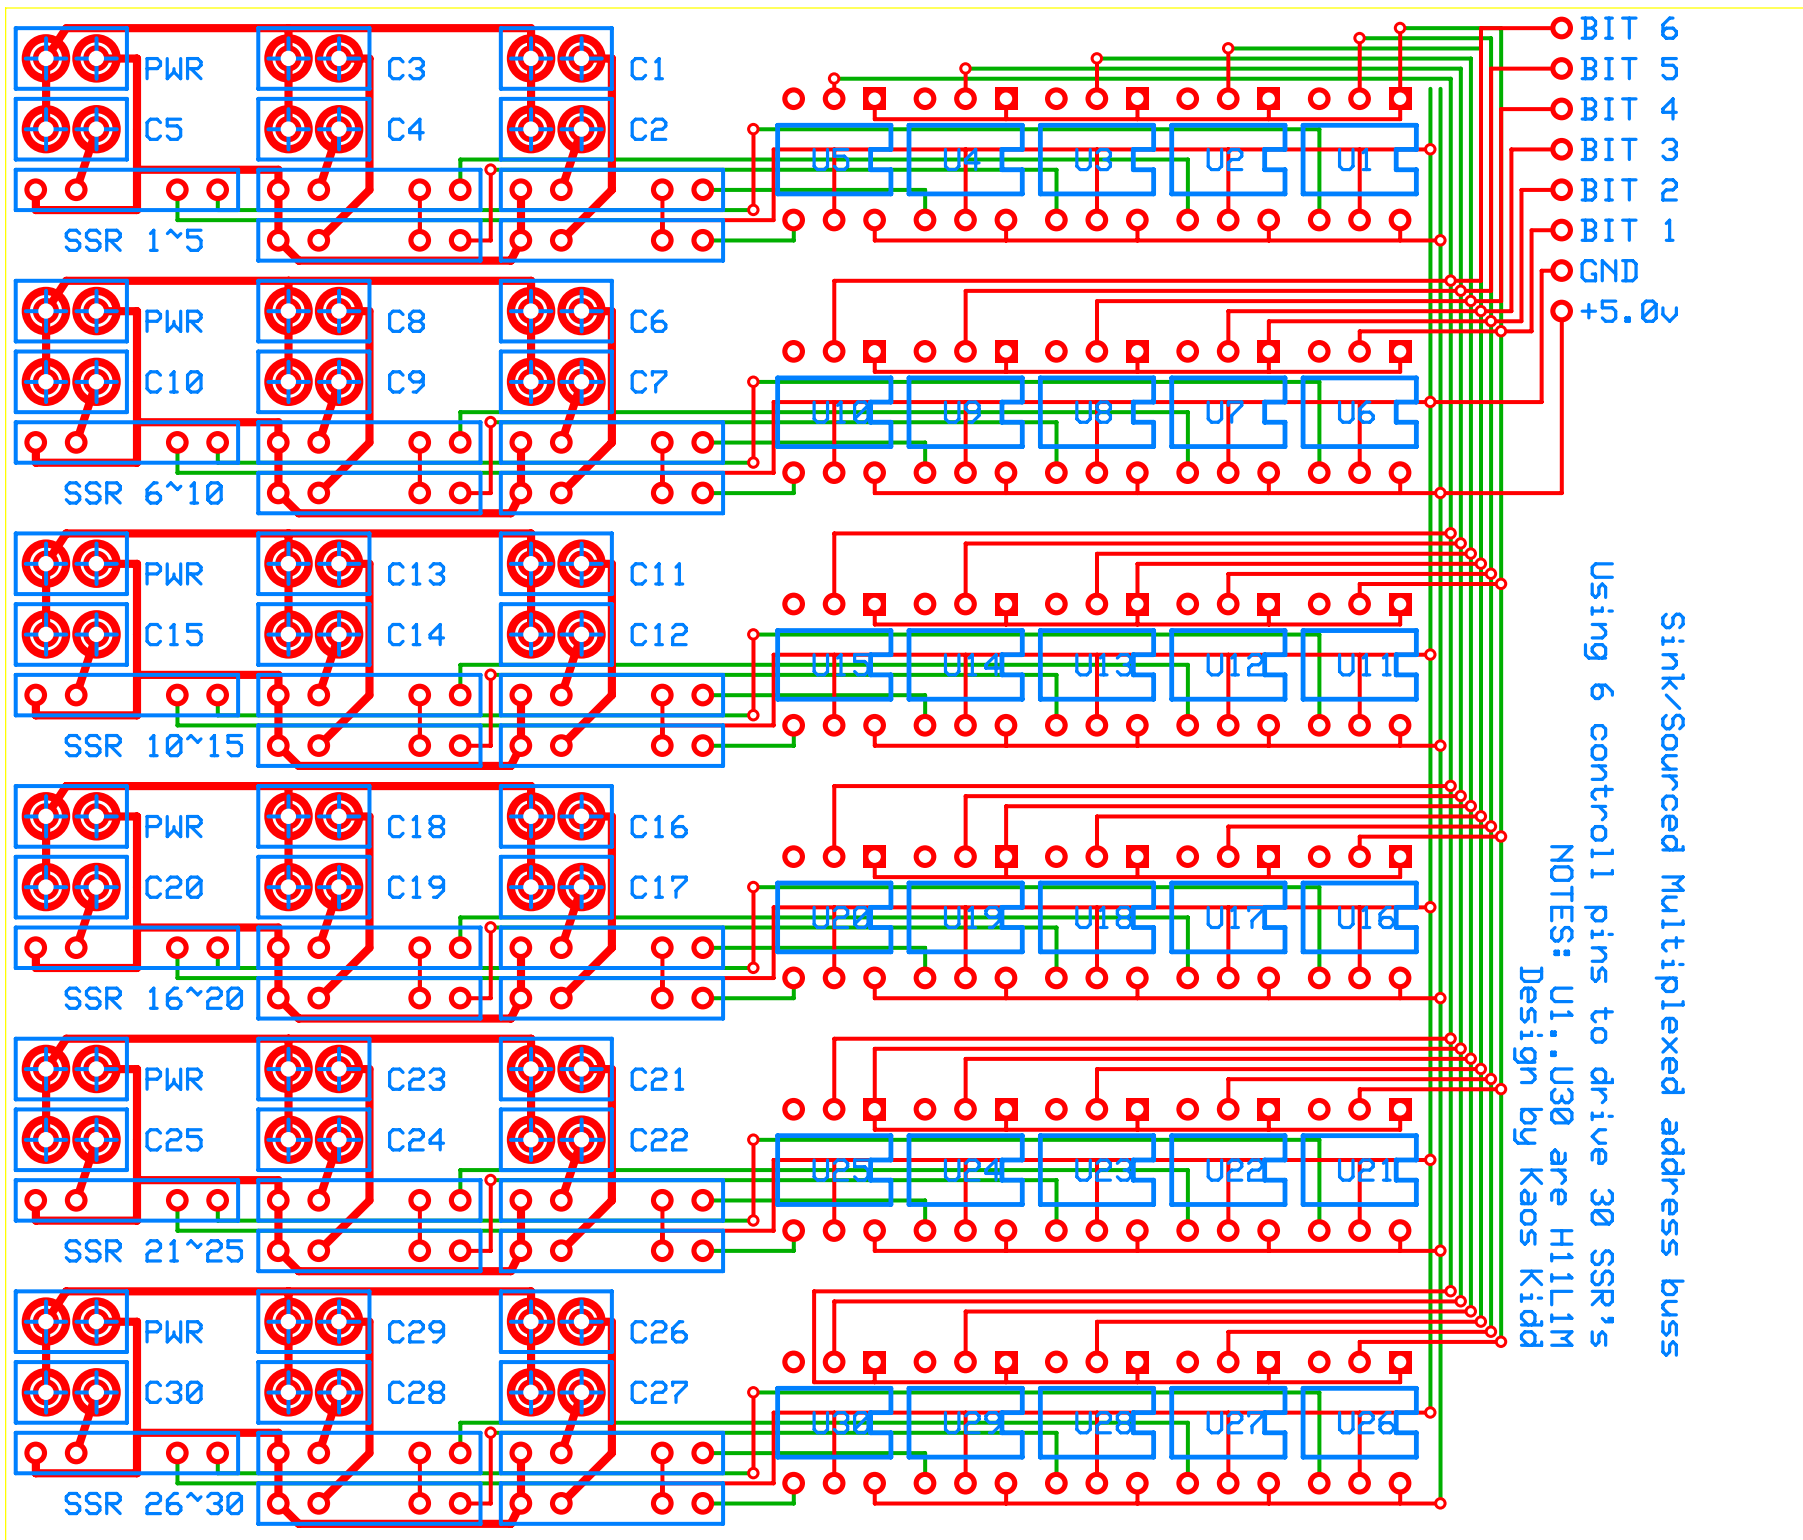 PWR C3 C1
C5 C4 C2
U5 U4 U3 U2 U1
SSR 1~5
BIT 6
BIT 5
BIT 4
BIT 3
BIT 2
BIT 1
GND
+5.0v
PWR C8 C6
C10 C9 C7
U10 U9 U8 U7 U6
SSR 6~10
PWR C13 C11
C15 C14 C12
U15 U14 U13 U12 U11
SSR 10~15
PWR C18 C16
C20 C19 C17
U20 U19 U18 U17 U16
SSR 16~20
PWR C23 C21
C25 C24 C22
U25 U24 U23 U22 U21
SSR 21~25
PWR C29 C26
C30 C28 C27
U30 U29 U28 U27 U26
SSR 26~30
Sink/Sourced Multiplexed address buss
Using 6 controll pins to drive 30 SSR's
NOTES: U1..U30 are H11L1M
Design by Kaos Kidd